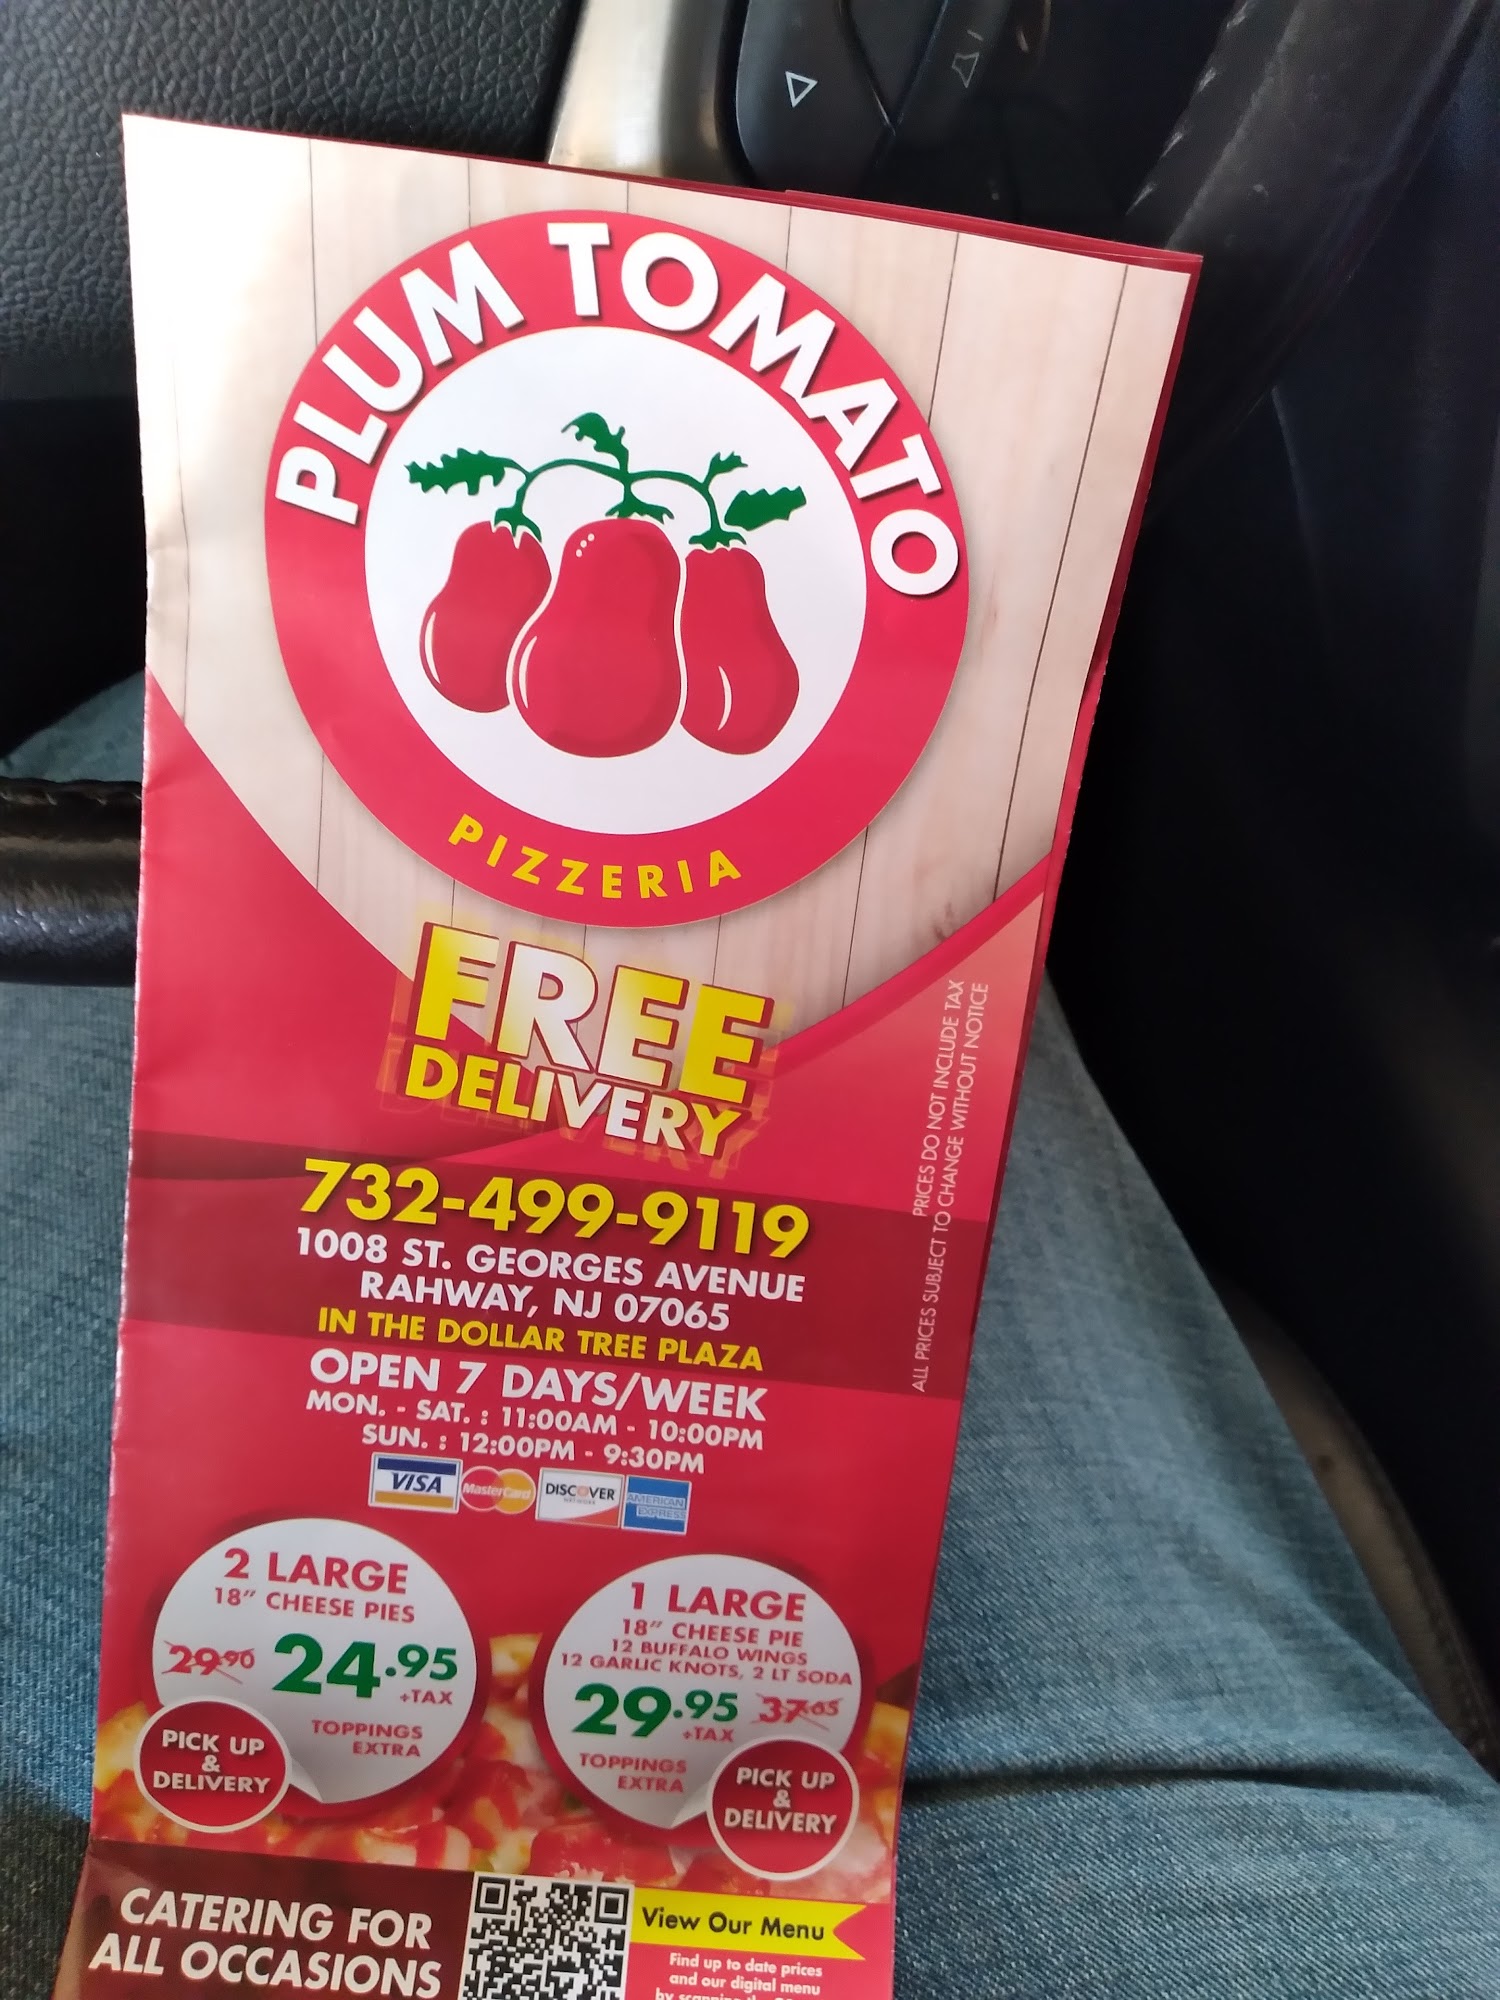 PLUM TOMATO
PIZZERIA
FREE
DELIVERY
732-499-9119
1008 ST. GEORGES AVENUE
RAHWAY, NJ 07065
IN THE DOLLAR TREE PLAZA
OPEN 7 DAYS/WEEK
MON. - SAT. : 11:00AM - 10:00PM
SUN. : 12:00PM - 9:30PM
VISA MasterCard DISCOVER NETWORK AMERICAN EXPRESS
PRICES DO NOT INCLUDE TAX
ALL PRICES SUBJECT TO CHANGE WITHOUT NOTICE
2 LARGE
18" CHEESE PIES
29.90 24.95
+TAX
TOPPINGS
EXTRA
PICK UP
&
DELIVERY
1 LARGE
18" CHEESE PIE
12 BUFFALO WINGS
12 GARLIC KNOTS, 2 LT SODA
29.95 37.65
+TAX
TOPPINGS
EXTRA
PICK UP
&
DELIVERY
CATERING FOR
ALL OCCASIONS
View Our Menu
Find up to date prices
and our digital menu
by scanning the